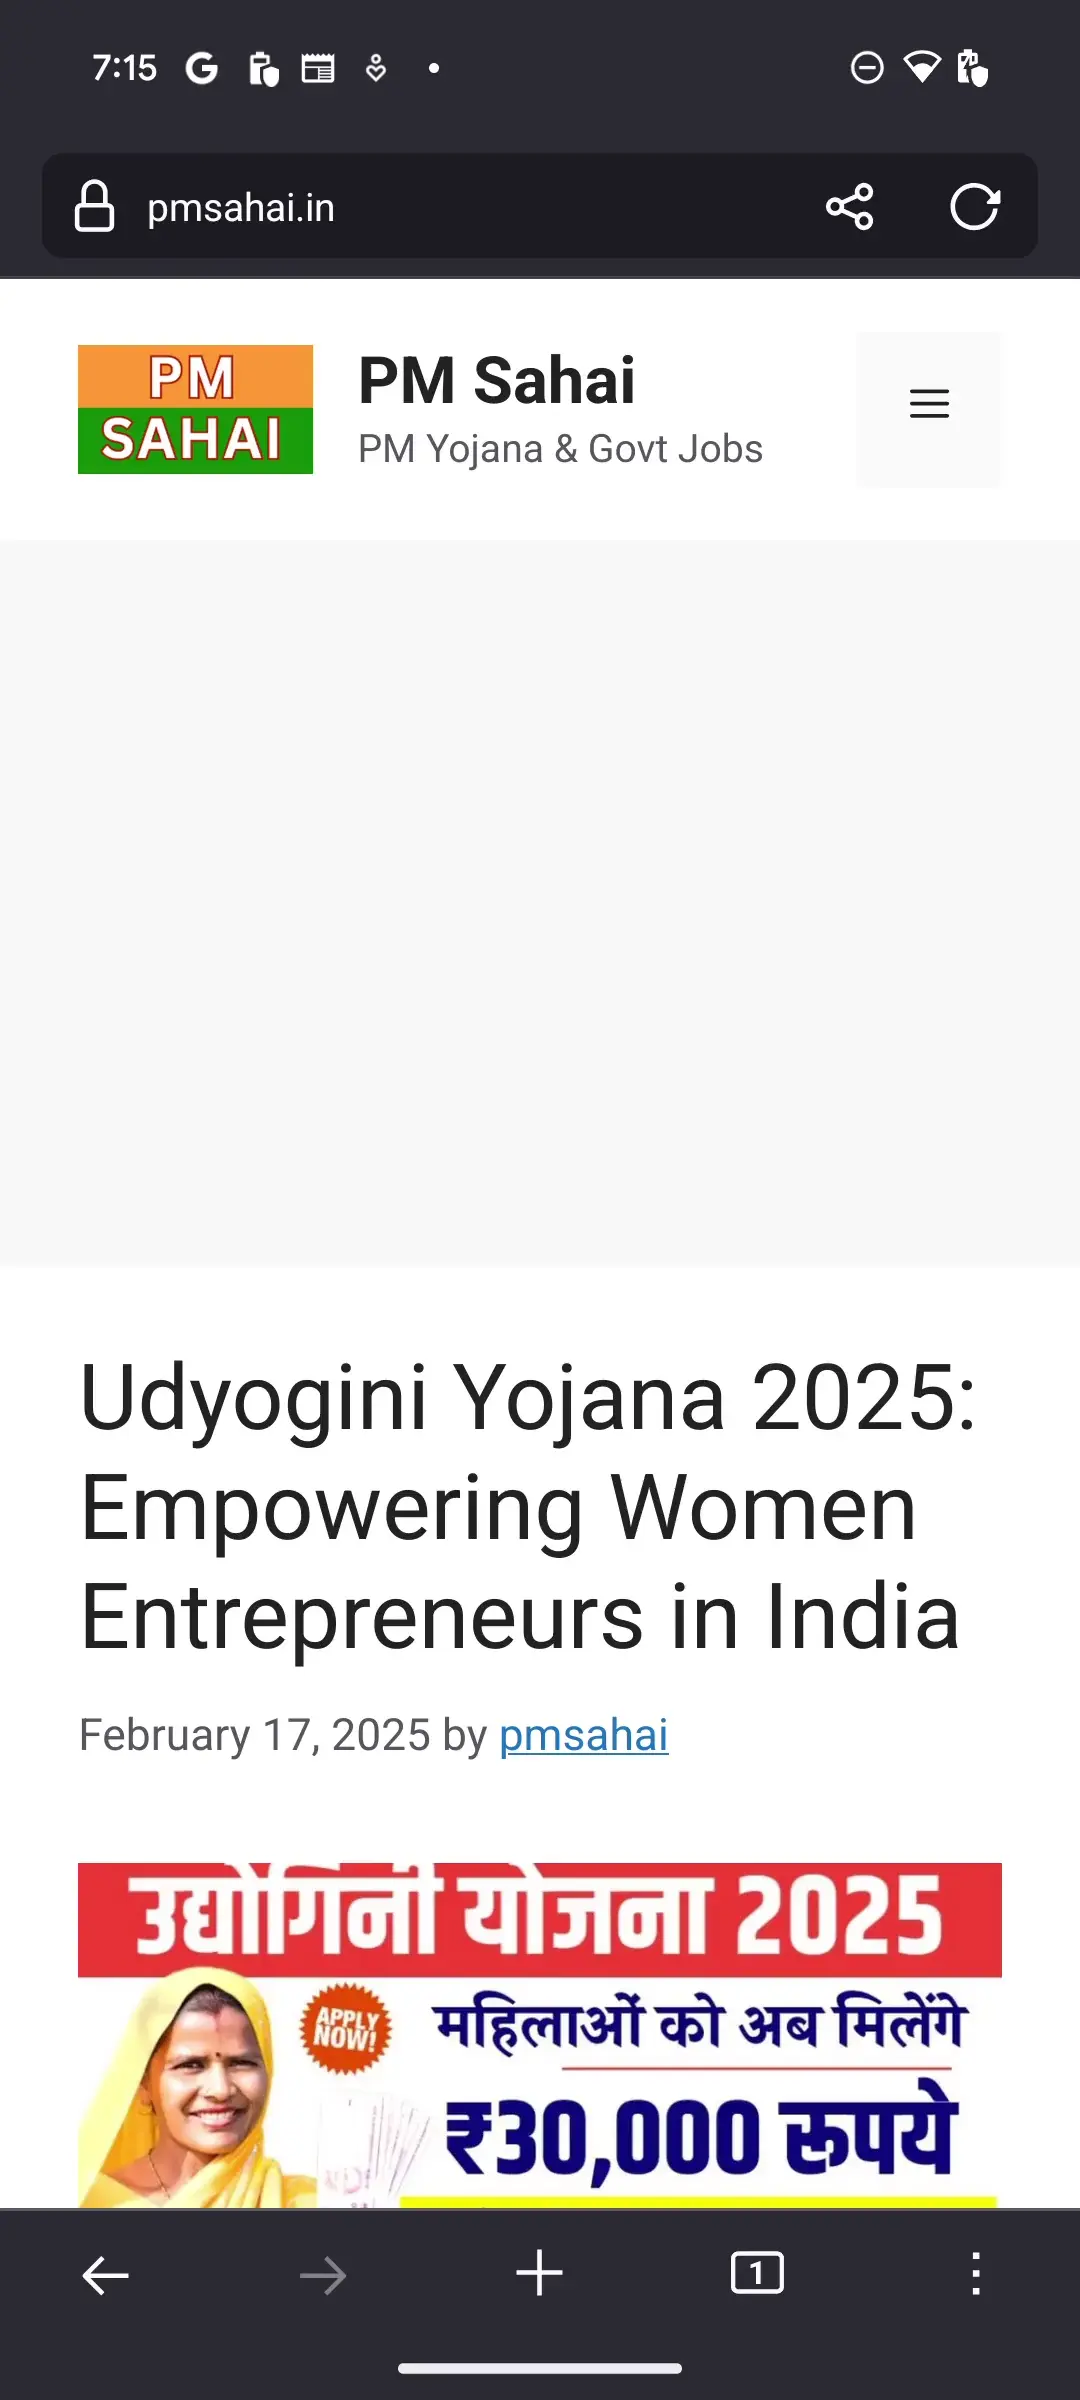 7:15
pmsahai.in
PM
SAHAI
PM Sahai
PM Yojana & Govt Jobs
Udyogini Yojana 2025:
Empowering Women
Entrepreneurs in India
February 17, 2025 by pmsahai
उद्योगिनी योजना 2025
APPLY
NOW!
महिलाओं को अब मिलेंगे
₹30,000 रूपये
1